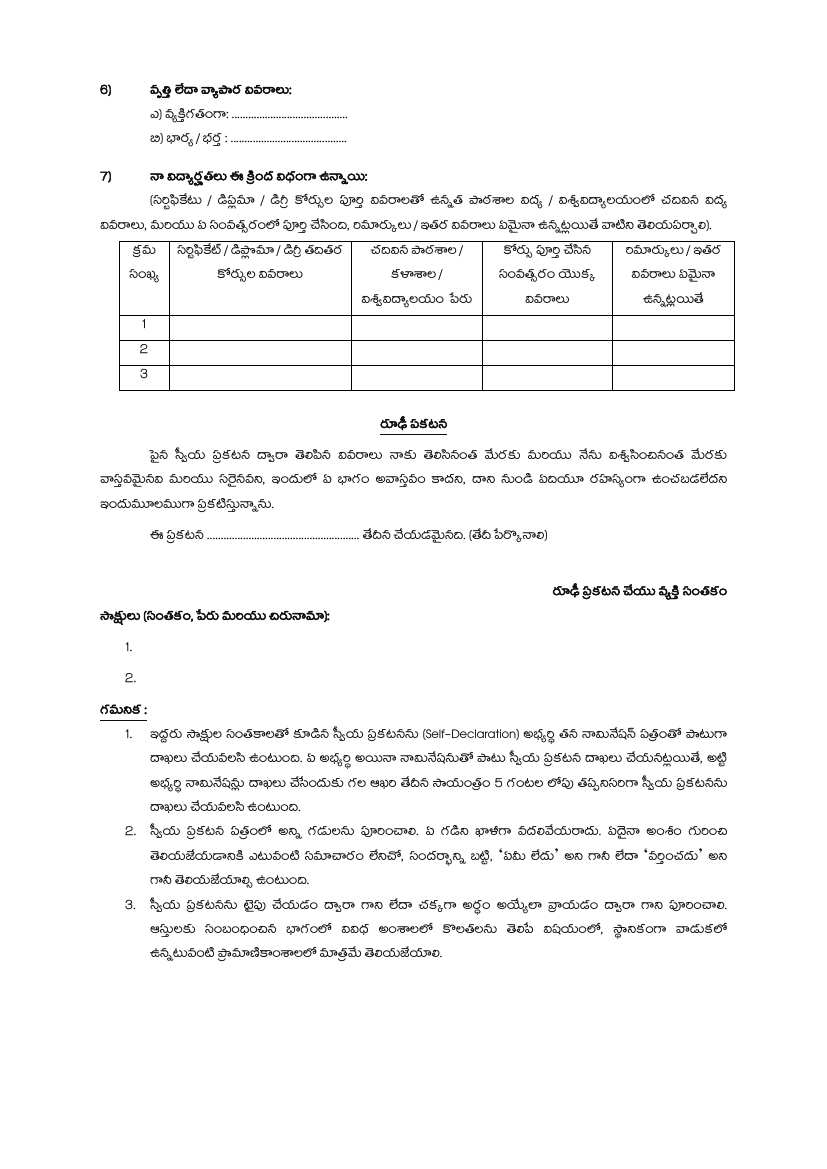 6) వృత్తి లేదా వ్యాపార వివరాలు:
ఎ) వ్యక్తిగతంగా: ..........................................
బి) భార్య / భర్త : ..........................................
7) నా విద్యార్హతలు ఈ క్రింద విధంగా ఉన్నాయి:
(సర్టిఫికేటు / డిప్లమా / డిగ్రీ కోర్సుల పూర్తి వివరాలతో ఉన్నత పాఠశాల విద్య / విశ్వవిద్యాలయంలో చదివిన విద్య
వివరాలు, మరియు ఏ సంవత్సరంలో పూర్తి చేసింది, రిమార్కులు / ఇతర వివరాలు ఏమైనా ఉన్నట్లయితే వాటిని తెలియపర్చాలి).
క్రమ సంఖ్య
సర్టిఫికేట్ / డిప్లొమా / డిగ్రీ తదితర కోర్సుల వివరాలు
చదివిన పాఠశాల / కళాశాల / విశ్వవిద్యాలయం పేరు
కోర్సు పూర్తి చేసిన సంవత్సరం యొక్క వివరాలు
రిమార్కులు / ఇతర వివరాలు ఏమైనా ఉన్నట్లయితే
1
2
3
రూఢీ పకటన
పైన స్వీయ ప్రకటన ద్వారా తెలిపిన వివరాలు నాకు తెలిసినంత మేరకు మరియు నేను విశ్వసించినంత మేరకు
వాస్తవమైనవి మరియు సరైనవని, ఇందులో ఏ భాగం అవాస్తవం కాదని, దాని నుండి ఏదియూ రహస్యంగా ఉంచబడలేదని
ఇందుమూలముగా ప్రకటిస్తున్నాను.
ఈ ప్రకటన ....................................................... తేదిన చేయడమైనది. (తేదీ పేర్కొనాలి)
రూఢీ ప్రకటన చేయు వ్యక్తి సంతకం
సాక్షులు (సంతకం, పేరు మరియు చిరునామా):
1.
2.
గమనిక :
1. ఇద్దరు సాక్షుల సంతకాలతో కూడిన స్వీయ ప్రకటనను (Self-Declaration) అభ్యర్థి తన నామినేషన్ పత్రంతో పాటుగా
దాఖలు చేయవలసి ఉంటుంది. ఏ అభ్యర్థి అయినా నామినేషనుతో పాటు స్వీయ ప్రకటన దాఖలు చేయనట్లయితే, అట్టి
అభ్యర్థి నామినేషన్లు దాఖలు చేసేందుకు గల ఆఖరి తేదిన సాయంత్రం 5 గంటల లోపు తప్పనిసరిగా స్వీయ ప్రకటనను
దాఖలు చేయవలసి ఉంటుంది.
2. స్వీయ ప్రకటన పత్రంలో అన్ని గడులను పూరించాలి. ఏ గడిని ఖాళీగా వదలివేయరాదు. ఏదైనా అంశం గురించి
తెలియజేయడానికి ఎటువంటి సమాచారం లేనిచో, సందర్భాన్ని బట్టి, ‘ఏమి లేదు’ అని గానీ లేదా ‘వర్తించదు’ అని
గానీ తెలియజేయాల్సి ఉంటుంది.
3. స్వీయ ప్రకటనను టైపు చేయడం ద్వారా గాని లేదా చక్కగా అర్థం అయ్యేలా వ్రాయడం ద్వారా గాని పూరించాలి.
ఆస్తులకు సంబంధించిన భాగంలో వివిధ అంశాలలో కొలతలను తెలిపే విషయంలో, స్థానికంగా వాడుకలో
ఉన్నటువంటి ప్రామాణికాంశాలలో మాత్రమే తెలియజేయాలి.